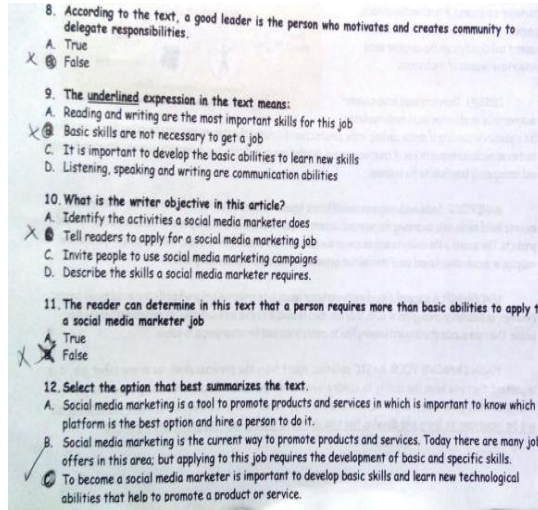 8. According to the text, a good leader is the person who motivates and creates community to
delegate responsibilities.
A. True
X B. False
9. The underlined expression in the text means:
A. Reading and writing are the most important skills for this job
X B. Basic skills are not necessary to get a job
C. It is important to develop the basic abilities to learn new skills
D. Listening, speaking and writing are communication abilities
10. What is the writer objective in this article?
A. Identify the activities a social media marketer does
X B. Tell readers to apply for a social media marketing job
C. Invite people to use social media marketing campaigns
D. Describe the skills a social media marketer requires.
11. The reader can determine in this text that a person requires more than basic abilities to apply t
a social media marketer job
A. True
X B. False
12. Select the option that best summarizes the text.
A. Social media marketing is a tool to promote products and services in which is important to know which
platform is the best option and hire a person to do it.
B. Social media marketing is the current way to promote products and services. Today there are many jo
offers in this area; but applying to this job requires the development of basic and specific skills.
C. To become a social media marketer is important to develop basic skills and learn new technological
abilities that help to promote a product or service.